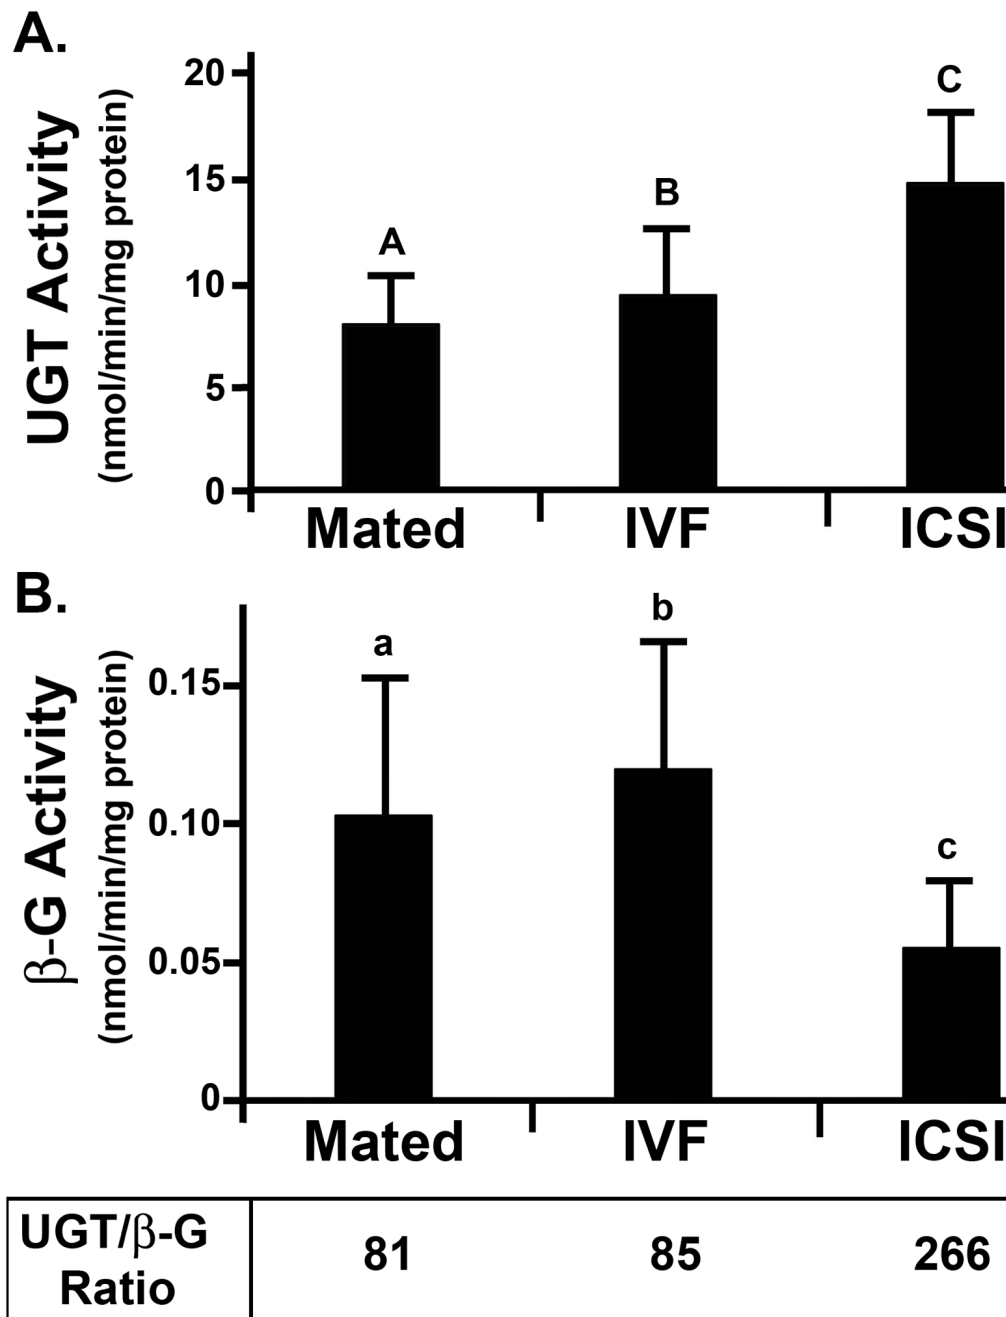 A.
UGT Activity
(nmol/min/mg protein)
20
15
10
5
0
A
B
C
Mated IVF ICSI
B.
β-G Activity
(nmol/min/mg protein)
0.15
0.10
0.05
0
a
b
c
Mated IVF ICSI
UGT/β-G
Ratio
81 85 266